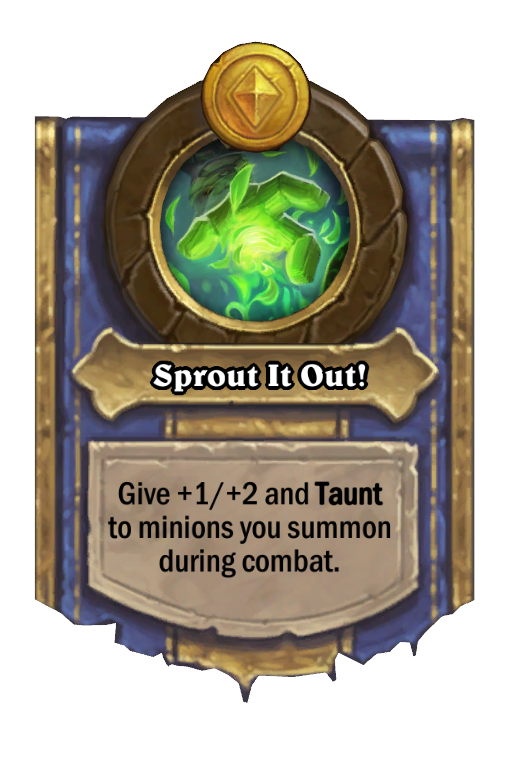 Sprout It Out!
Give +1/+2 and Taunt
to minions you summon
during combat.